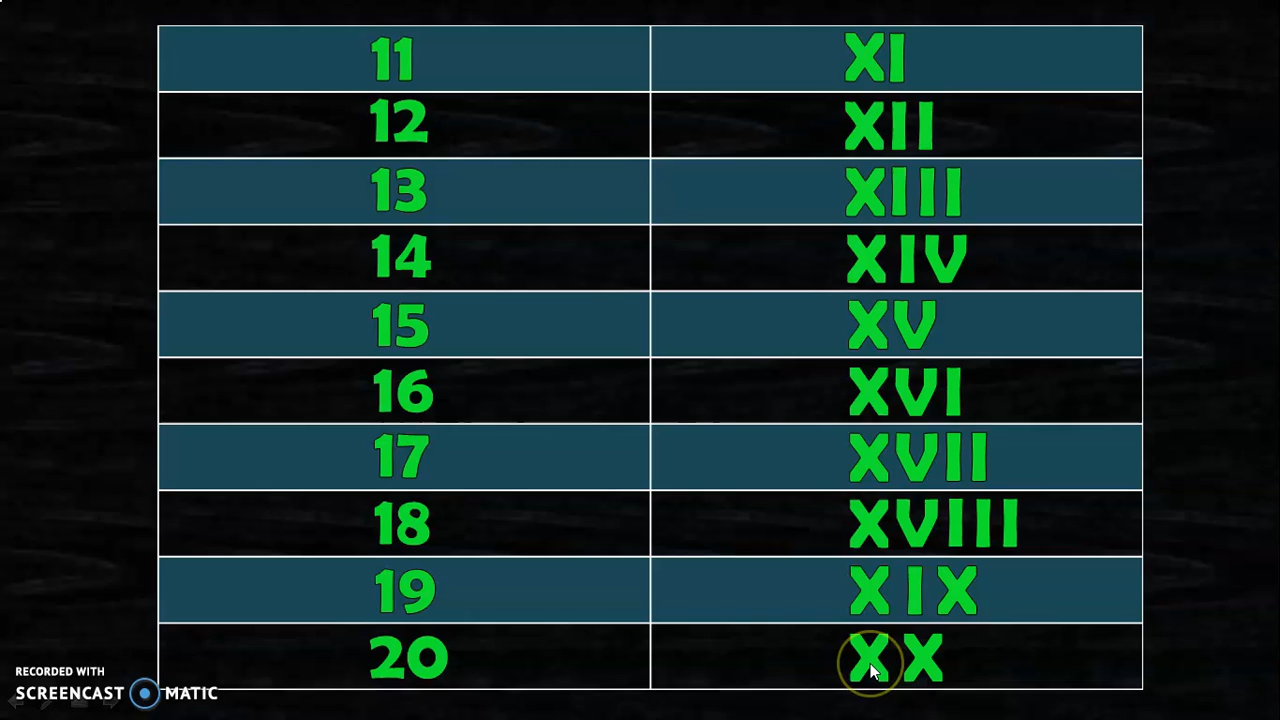 11 XI
12 XII
13 XIII
14 XIV
15 XV
16 XVI
17 XVII
18 XVIII
19 XIX
20 XX
RECORDED WITH
SCREENCAST MATIC